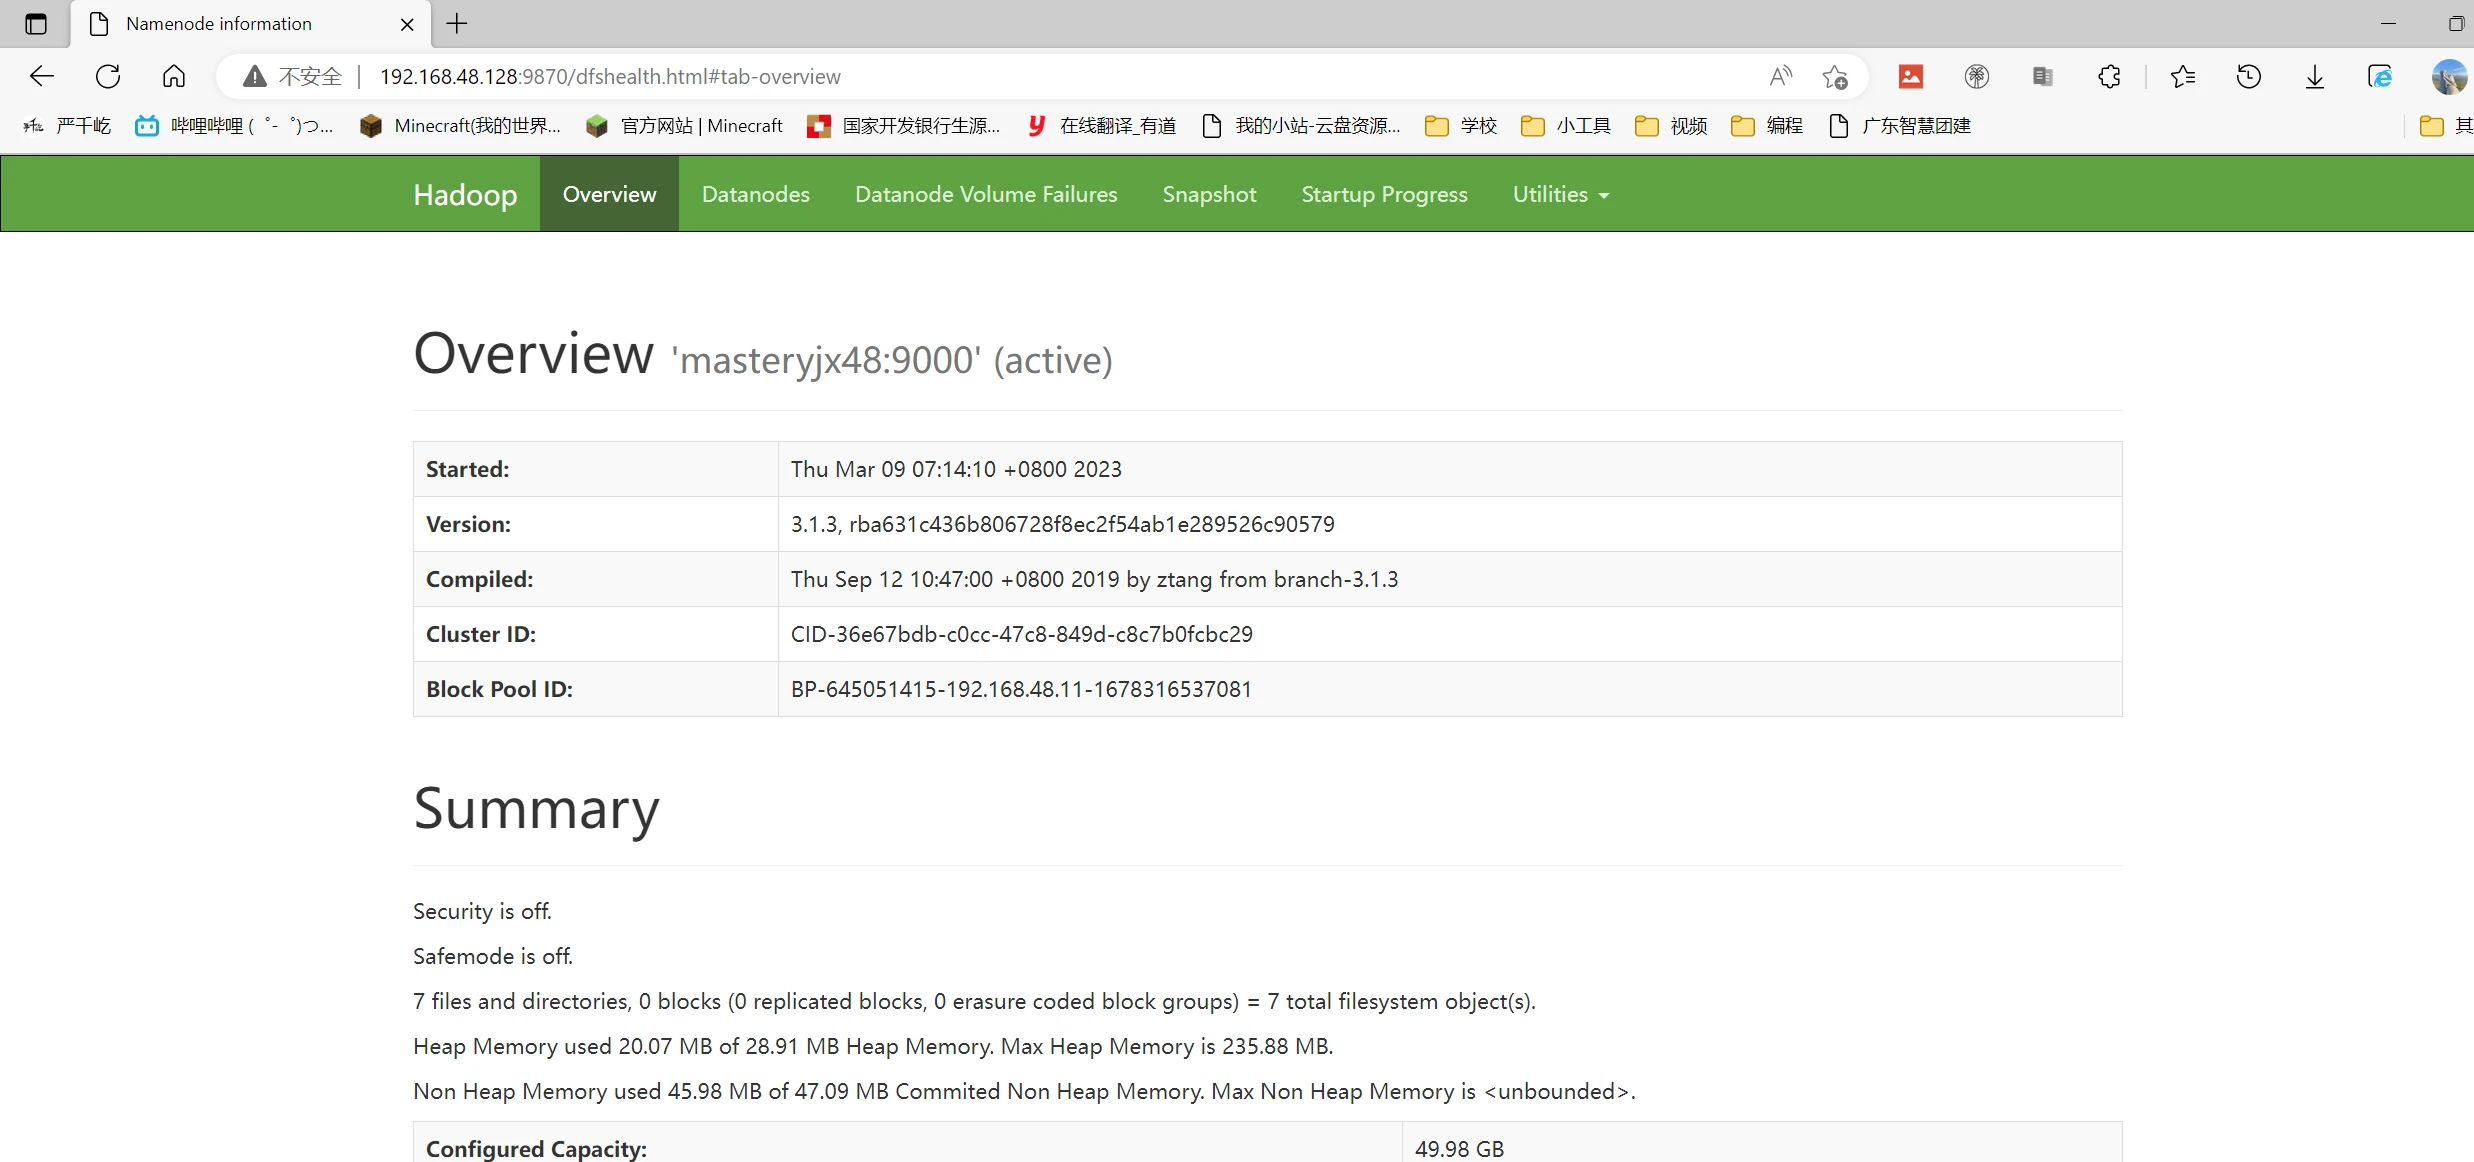 Namenode information
不安全 | 192.168.48.128:9870/dfshealth.html#tab-overview
严千屹 哔哩哔哩 (゜-゜)つ... Minecraft(我的世界... 官方网站 | Minecraft 国家开发银行生源... 在线翻译_有道 我的小站-云盘资源... 学校 小工具 视频 编程 广东智慧团建 其
Hadoop Overview Datanodes Datanode Volume Failures Snapshot Startup Progress Utilities
Overview 'masteryjx48:9000' (active)
Started: Thu Mar 09 07:14:10 +0800 2023
Version: 3.1.3, rba631c436b806728f8ec2f54ab1e289526c90579
Compiled: Thu Sep 12 10:47:00 +0800 2019 by ztang from branch-3.1.3
Cluster ID: CID-36e67bdb-c0cc-47c8-849d-c8c7b0fcbc29
Block Pool ID: BP-645051415-192.168.48.11-1678316537081
Summary
Security is off.
Safemode is off.
7 files and directories, 0 blocks (0 replicated blocks, 0 erasure coded block groups) = 7 total filesystem object(s).
Heap Memory used 20.07 MB of 28.91 MB Heap Memory. Max Heap Memory is 235.88 MB.
Non Heap Memory used 45.98 MB of 47.09 MB Commited Non Heap Memory. Max Non Heap Memory is <unbounded>.
Configured Capacity: 49.98 GB